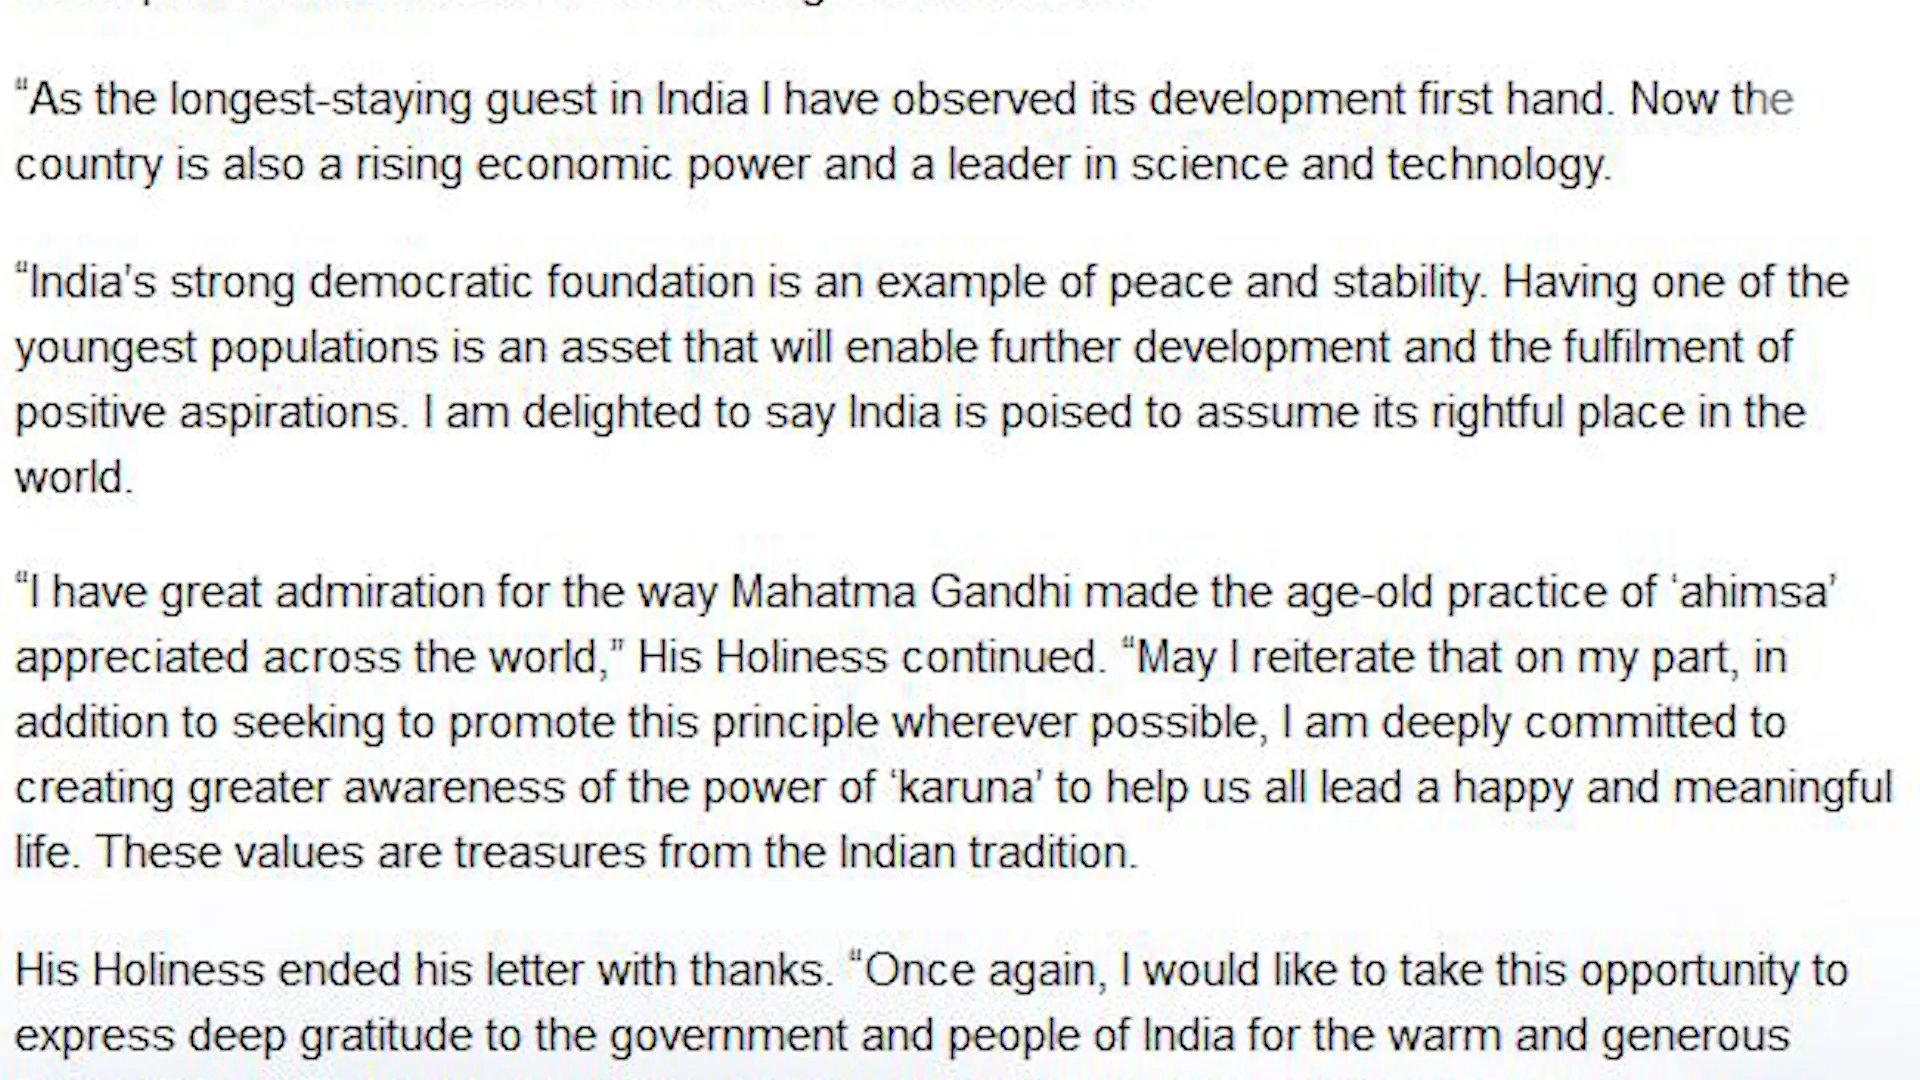 “As the longest-staying guest in India I have observed its development first hand. Now the
country is also a rising economic power and a leader in science and technology.
“India’s strong democratic foundation is an example of peace and stability. Having one of the
youngest populations is an asset that will enable further development and the fulfilment of
positive aspirations. I am delighted to say India is poised to assume its rightful place in the
world.
“I have great admiration for the way Mahatma Gandhi made the age-old practice of ‘ahimsa’
appreciated across the world,” His Holiness continued. “May I reiterate that on my part, in
addition to seeking to promote this principle wherever possible, I am deeply committed to
creating greater awareness of the power of ‘karuna’ to help us all lead a happy and meaningful
life. These values are treasures from the Indian tradition.
His Holiness ended his letter with thanks. “Once again, I would like to take this opportunity to
express deep gratitude to the government and people of India for the warm and generous